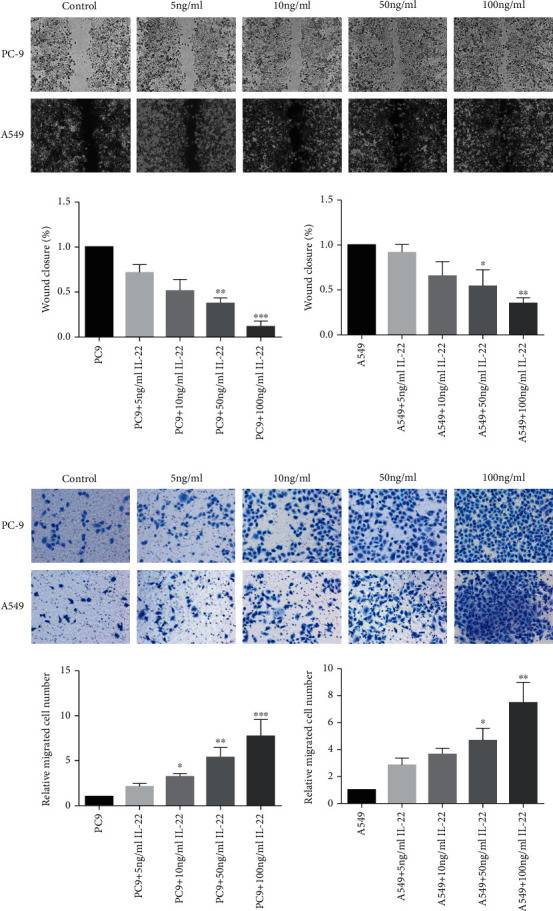 Control 5ng/ml 10ng/ml 50ng/ml 100ng/ml
PC-9
A549
Wound closure (%)
1.5
1.0
0.5
0.0
** ***
PC9
PC9+5ng/ml IL-22
PC9+10ng/ml IL-22
PC9+50ng/ml IL-22
PC9+100ng/ml IL-22
Wound closure (%)
1.5
1.0
0.5
0.0
* **
A549
A549+5ng/ml IL-22
A549+10ng/ml IL-22
A549+50ng/ml IL-22
A549+100ng/ml IL-22
Control 5ng/ml 10ng/ml 50ng/ml 100ng/ml
PC-9
A549
Relative migrated cell number
15
10
5
0
* ** ***
PC9
PC9+5ng/ml IL-22
PC9+10ng/ml IL-22
PC9+50ng/ml IL-22
PC9+100ng/ml IL-22
Relative migrated cell number
10
8
6
4
2
0
* **
A549
A549+5ng/ml IL-22
A549+10ng/ml IL-22
A549+50ng/ml IL-22
A549+100ng/ml IL-22